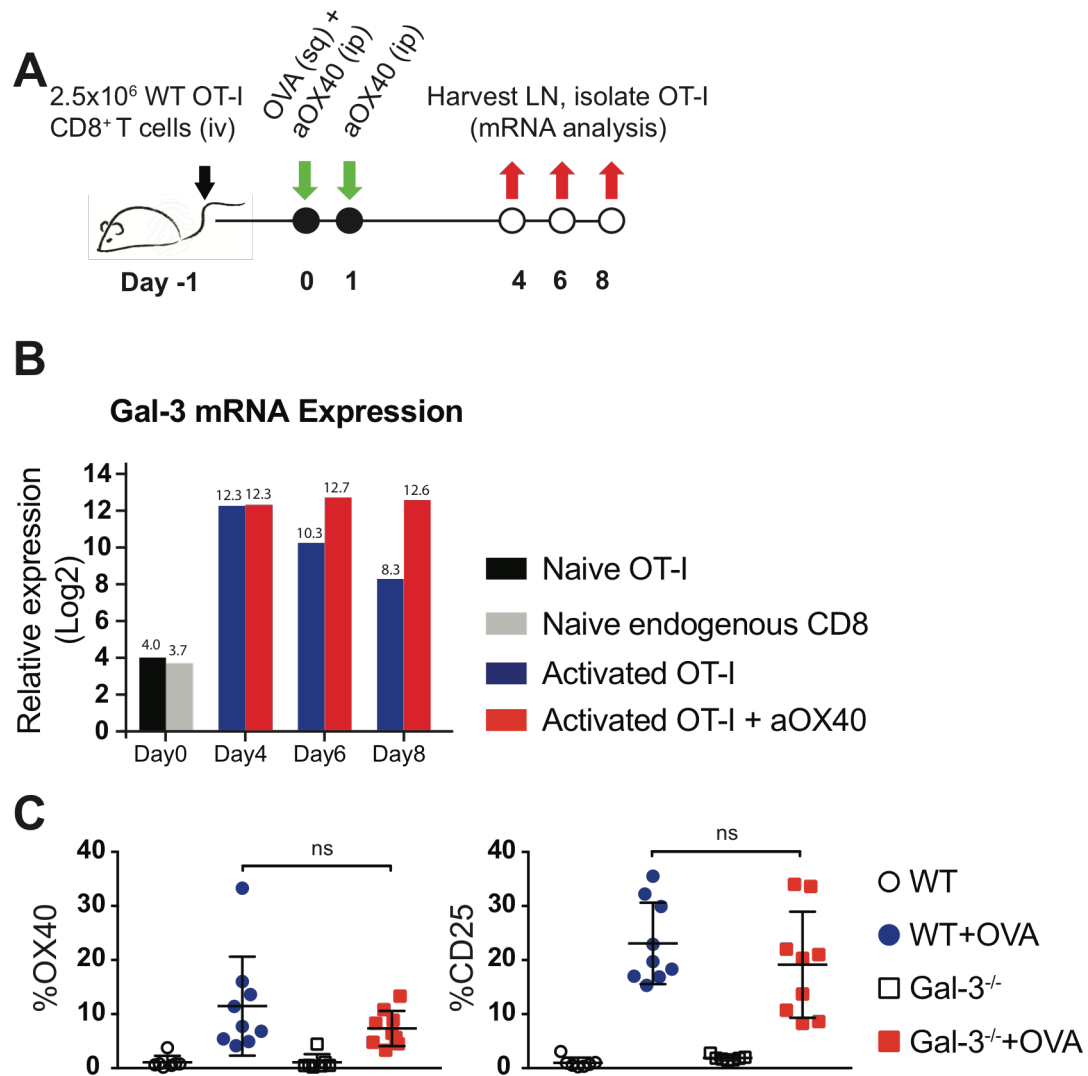 A
2.5x10⁶ WT OT-I
CD8⁺ T cells (iv)
OVA (sq) +
aOX40 (ip)
aOX40 (ip)
Harvest LN, isolate OT-I
(mRNA analysis)
Day -1
0
1
4
6
8
B
Gal-3 mRNA Expression
Relative expression
(Log2)
14
12
10
8
6
4
2
0
4.0
3.7
12.3
12.3
10.3
12.7
8.3
12.6
Day0
Day4
Day6
Day8
Naive OT-I
Naive endogenous CD8
Activated OT-I
Activated OT-I + aOX40
C
%OX40
40
30
20
10
0
ns
%CD25
40
30
20
10
0
ns
WT
WT+OVA
Gal-3⁻/⁻
Gal-3⁻/⁻+OVA